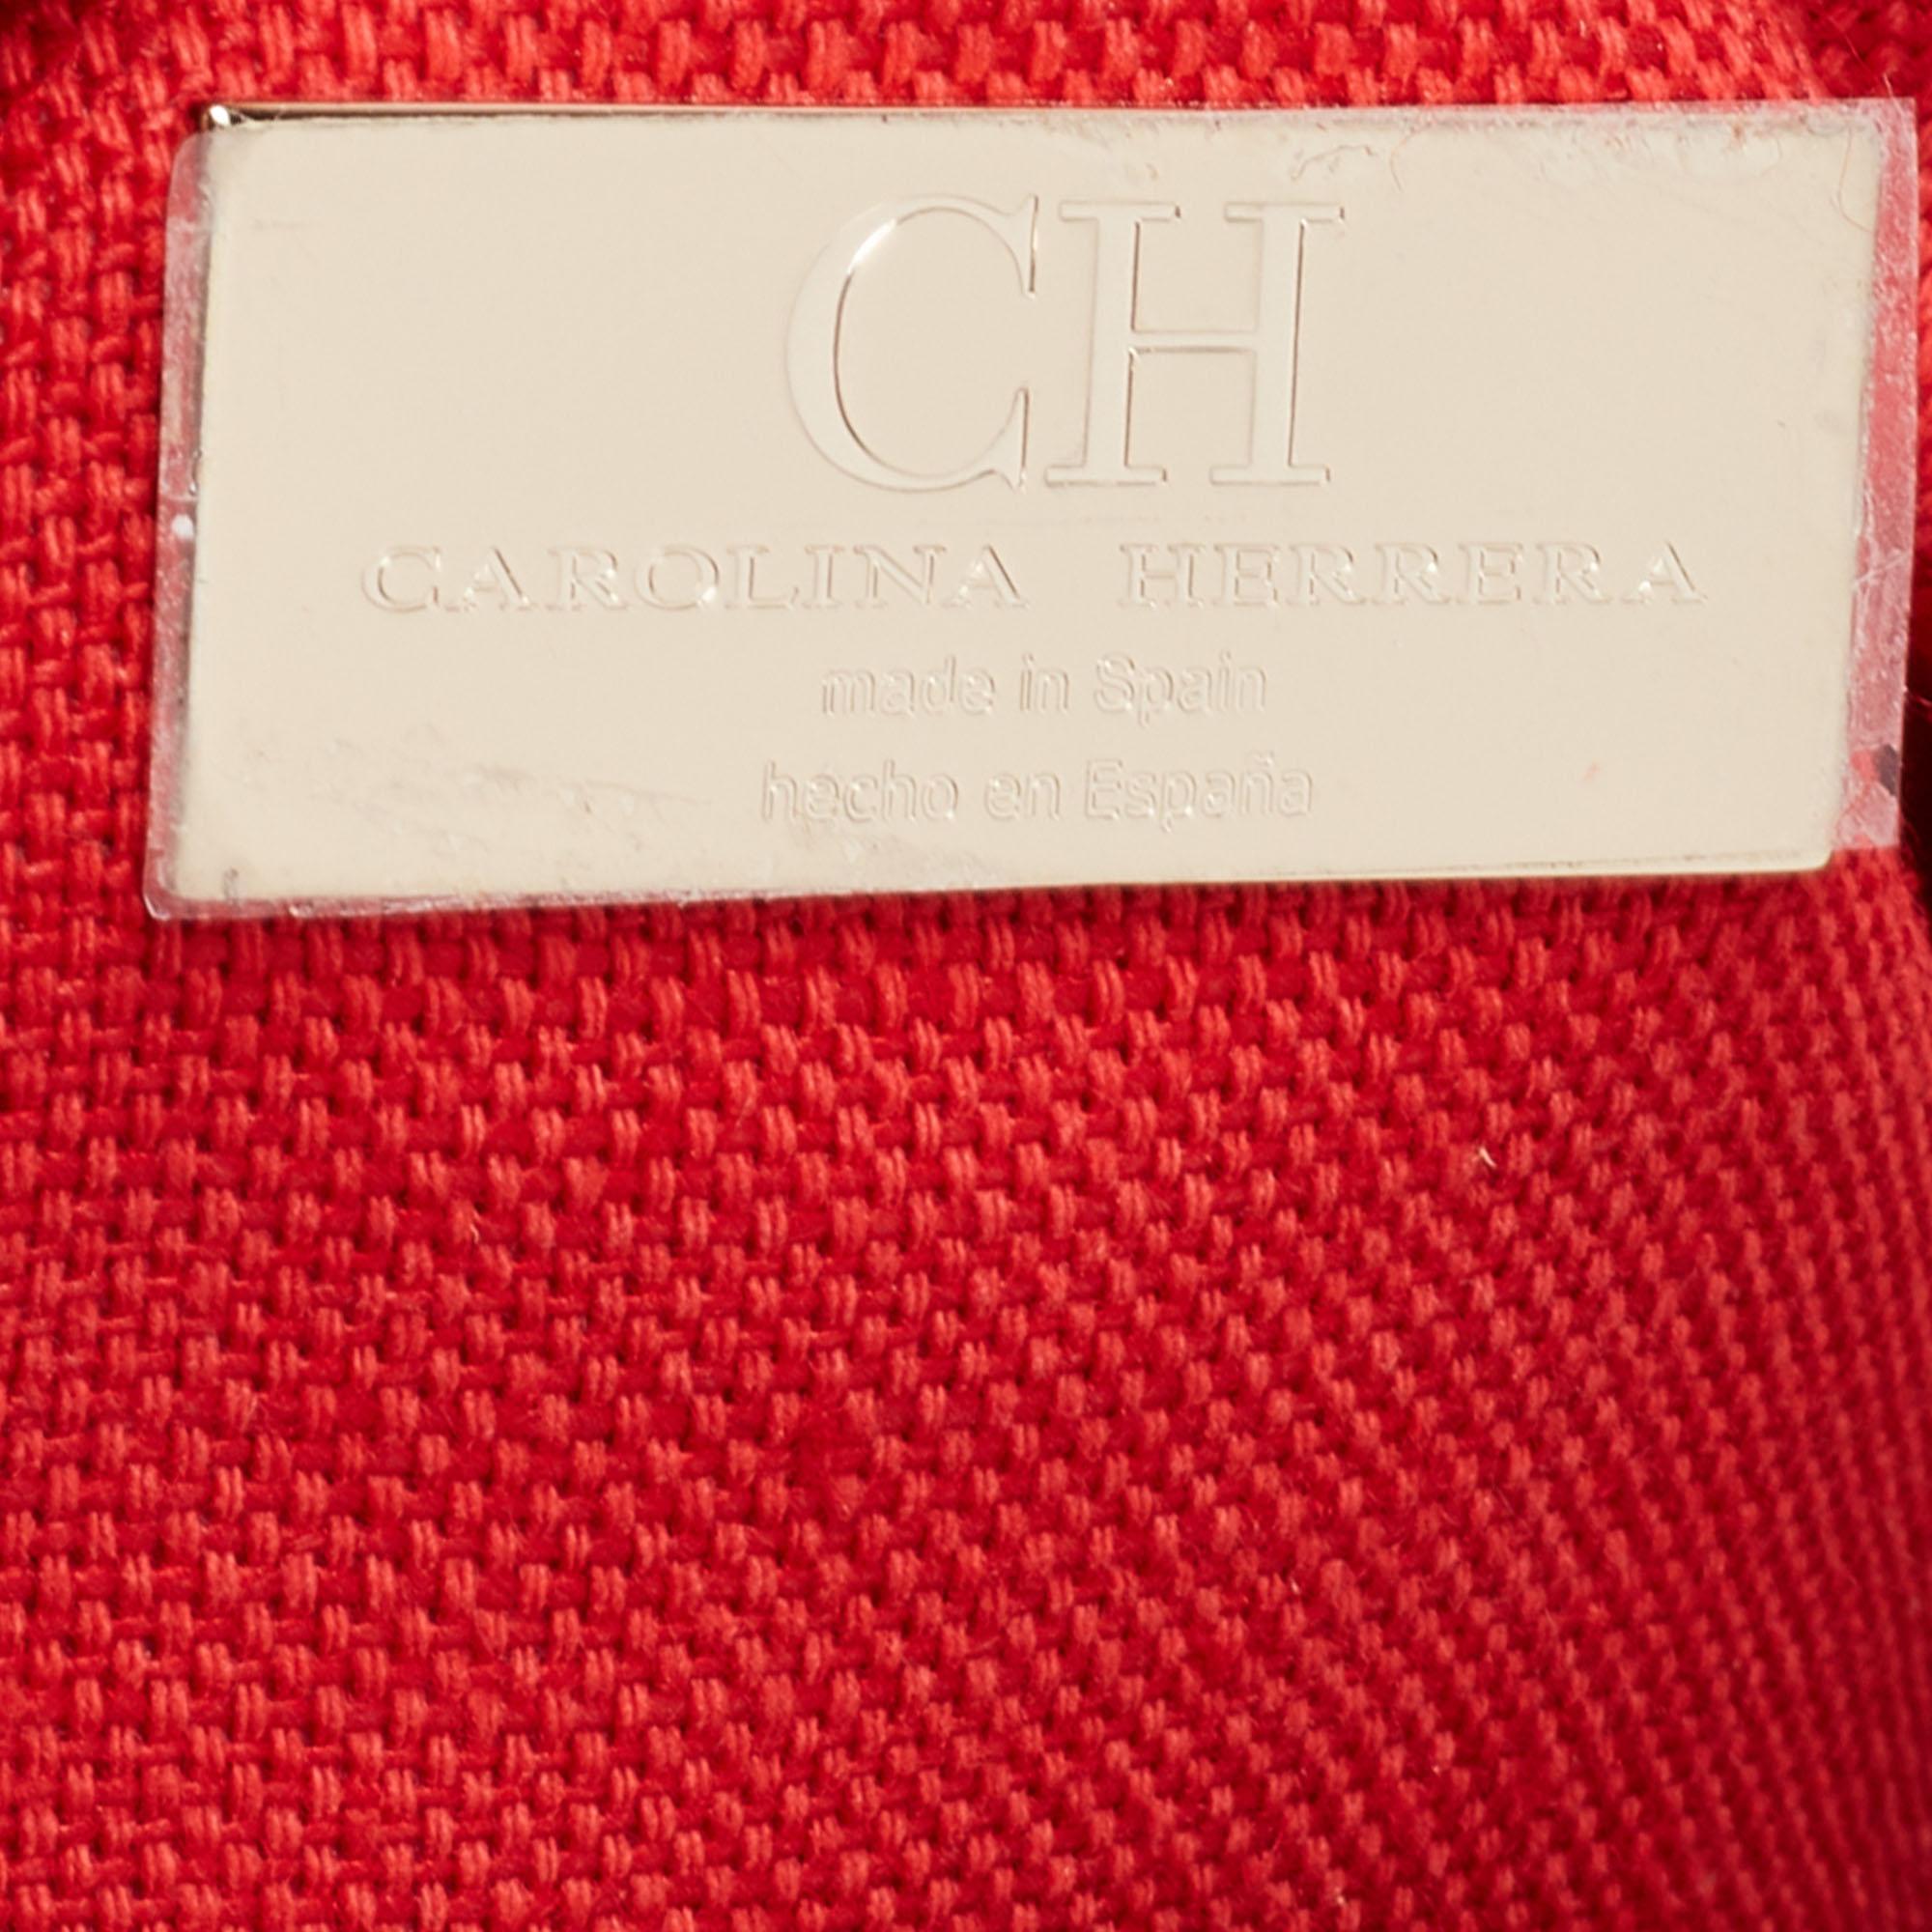 CH
CAROLINA HERRERA
made in Spain
hecho en España